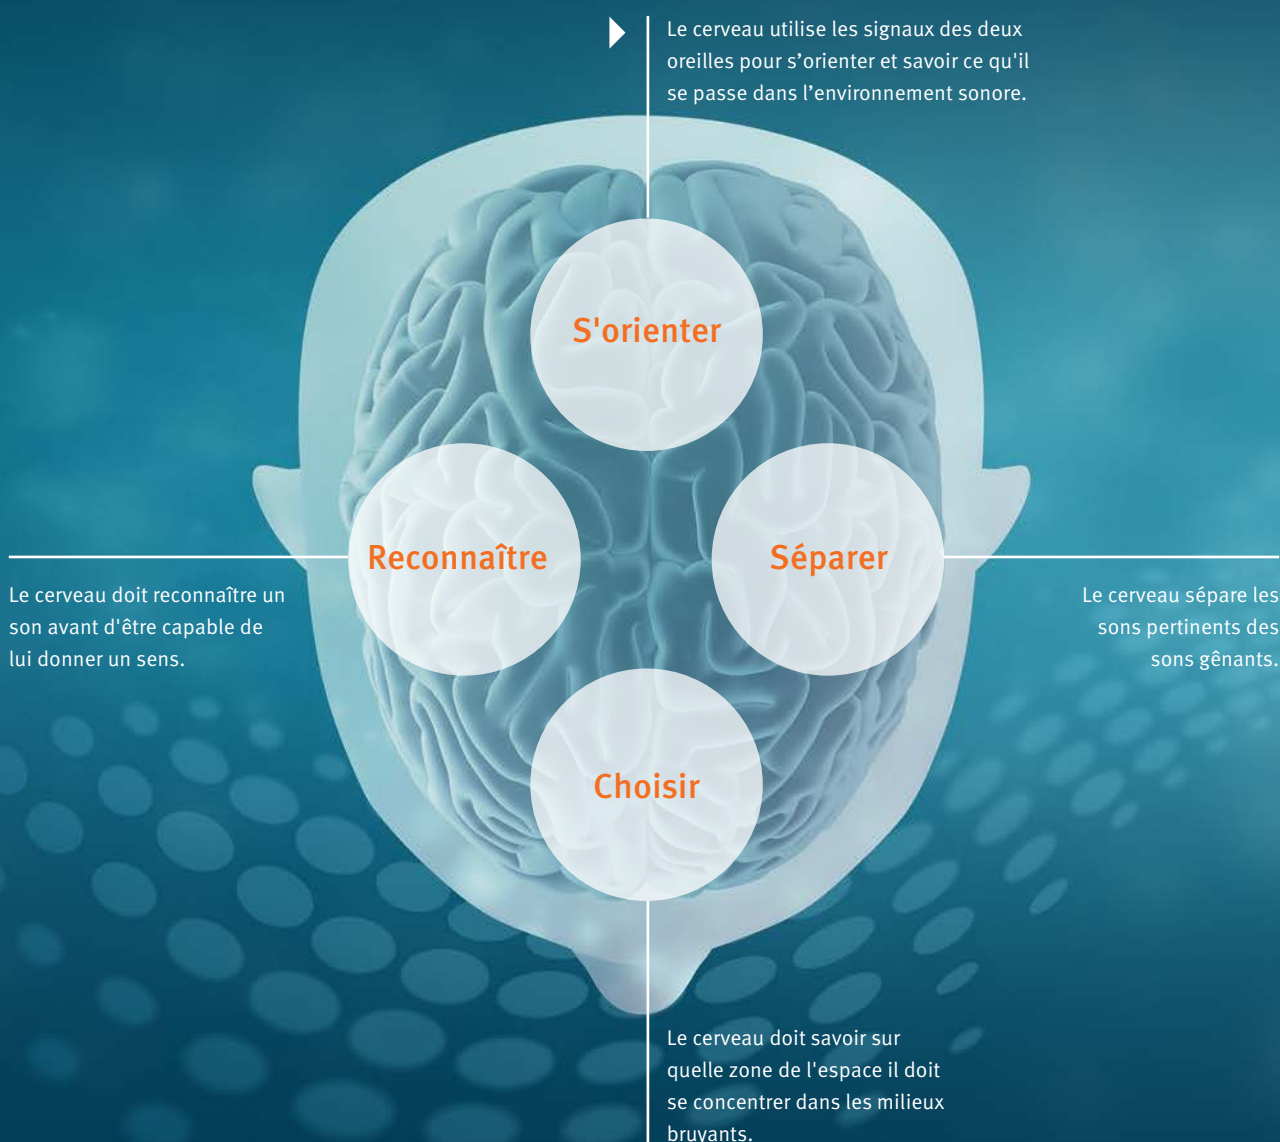 Le cerveau utilise les signaux des deux
oreilles pour s’orienter et savoir ce qu'il
se passe dans l’environnement sonore.
S'orienter
Reconnaître
Séparer
Le cerveau doit reconnaître un
son avant d'être capable de
lui donner un sens.
Le cerveau sépare les
sons pertinents des
sons gênants.
Choisir
Le cerveau doit savoir sur
quelle zone de l'espace il doit
se concentrer dans les milieux
bruyants.